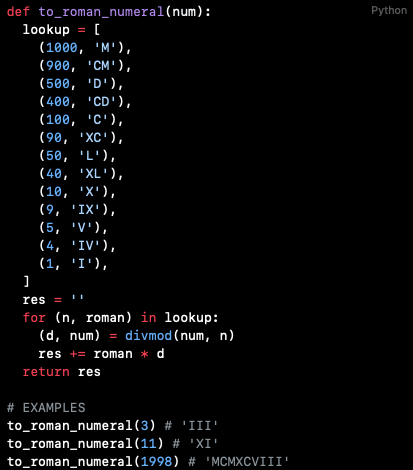 Python
def to_roman_numeral(num):
  lookup = [
    (1000, 'M'),
    (900, 'CM'),
    (500, 'D'),
    (400, 'CD'),
    (100, 'C'),
    (90, 'XC'),
    (50, 'L'),
    (40, 'XL'),
    (10, 'X'),
    (9, 'IX'),
    (5, 'V'),
    (4, 'IV'),
    (1, 'I'),
  ]
  res = ''
  for (n, roman) in lookup:
    (d, num) = divmod(num, n)
    res += roman * d
  return res

# EXAMPLES
to_roman_numeral(3) # 'III'
to_roman_numeral(11) # 'XI'
to_roman_numeral(1998) # 'MCMXCVIII'